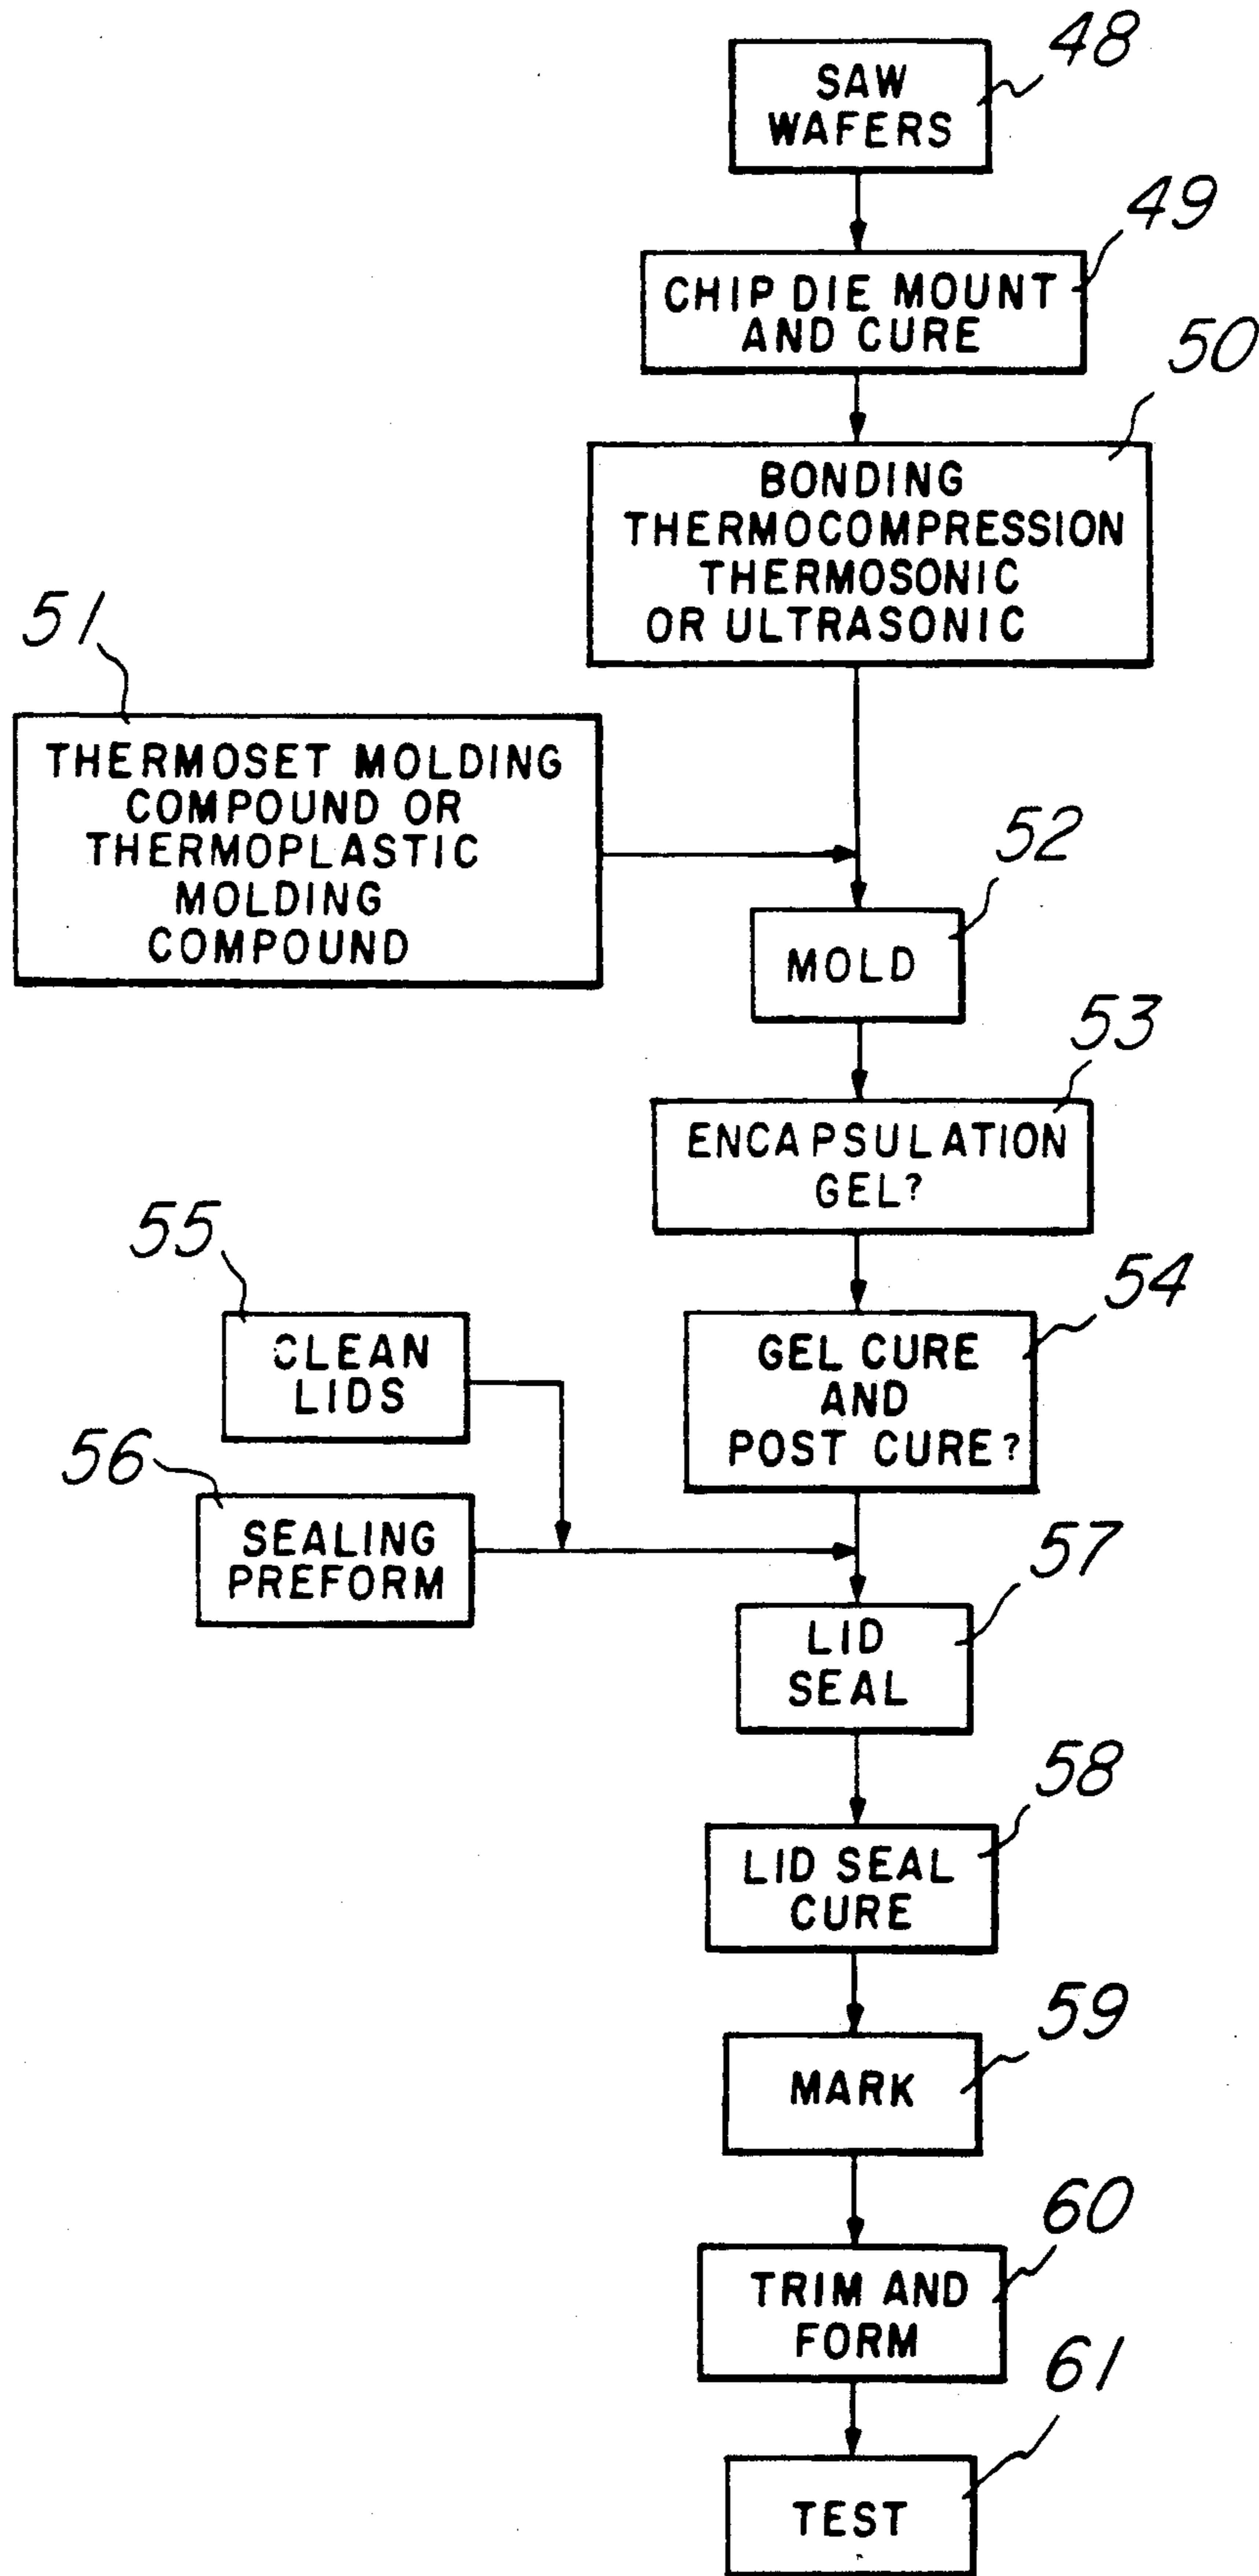 48
SAW
WAFERS
49
CHIP DIE MOUNT
AND CURE
50
BONDING
THERMOCOMPRESSION
THERMOSONIC
OR ULTRASONIC
51
THERMOSET MOLDING
COMPOUND OR
THERMOPLASTIC
MOLDING
COMPOUND
52
MOLD
53
ENCAPSULATION
GEL?
54
GEL CURE
AND
POST CURE?
55
CLEAN
LIDS
56
SEALING
PREFORM
57
LID
SEAL
58
LID SEAL
CURE
59
MARK
60
TRIM AND
FORM
61
TEST